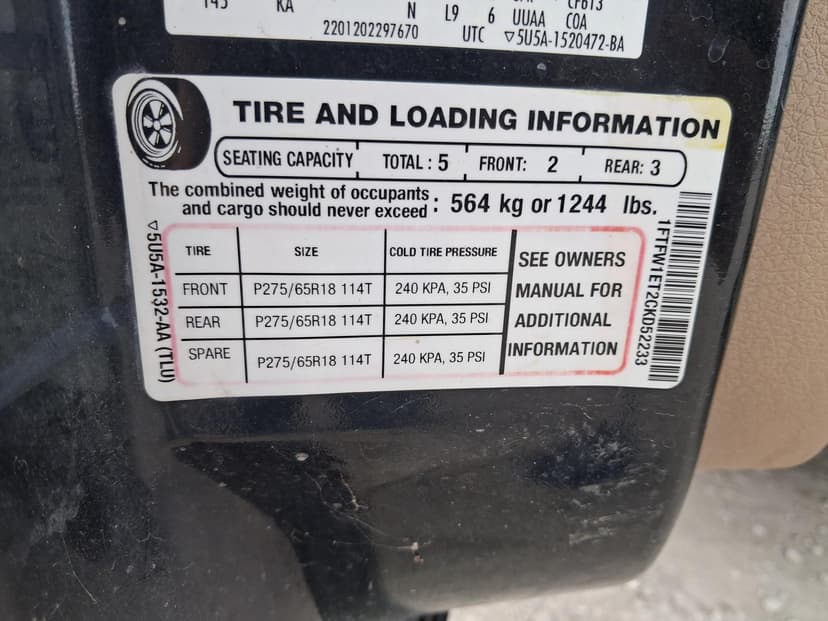 145 KA N L9 6 UUAA COA
2201202297670 UTC ▽5U5A-1520472-BA
TIRE AND LOADING INFORMATION
SEATING CAPACITY TOTAL : 5 FRONT: 2 REAR: 3
The combined weight of occupants
and cargo should never exceed : 564 kg or 1244 lbs.
TIRE SIZE COLD TIRE PRESSURE
FRONT P275/65R18 114T 240 KPA, 35 PSI
REAR P275/65R18 114T 240 KPA, 35 PSI
SPARE P275/65R18 114T 240 KPA, 35 PSI
SEE OWNERS
MANUAL FOR
ADDITIONAL
INFORMATION
▽5U5A-1532-AA (TLU)
1FTFW1ET2CKD52233